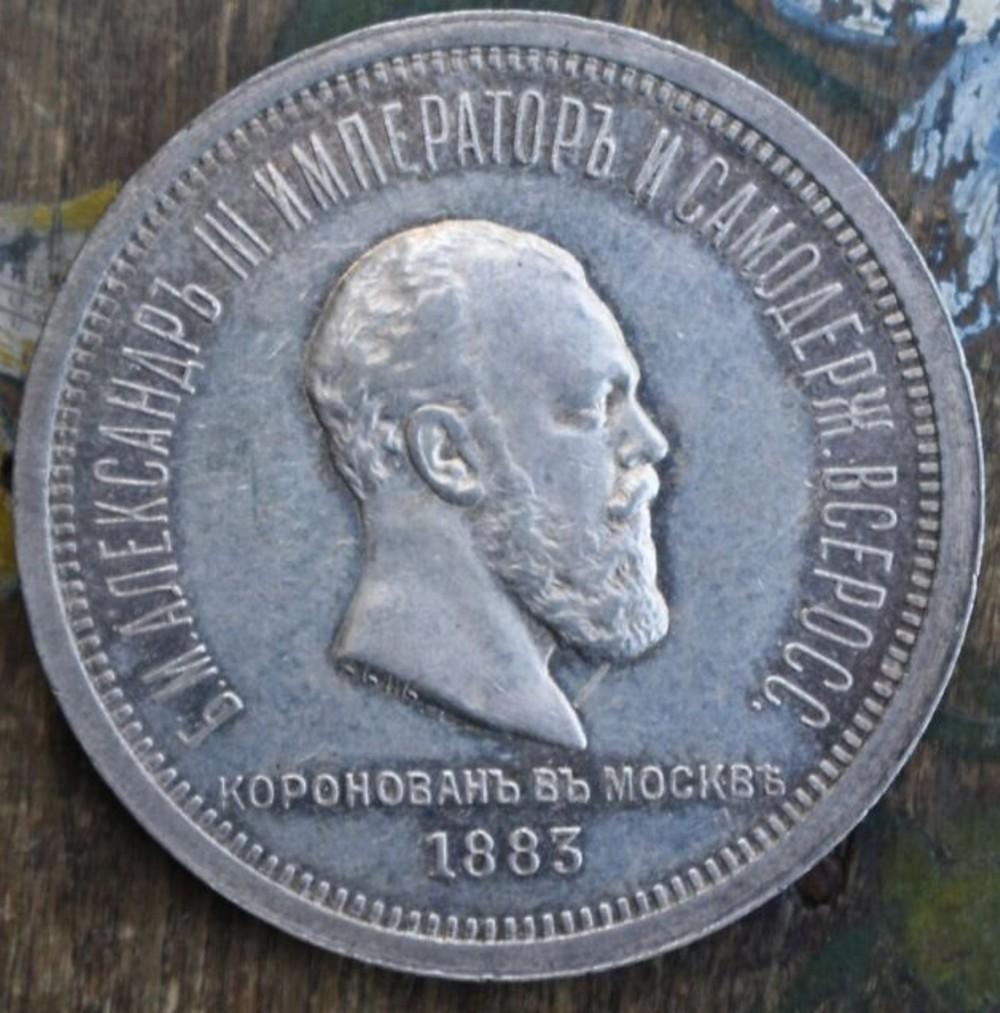 Б.М.АЛЕКСАНДРЪ III ИМПЕРАТОРЪ И САМОДЕРЖ.ВСЕРОСС.
КОРОНОВАНЪ ВЪ МОСКВѢ
1883